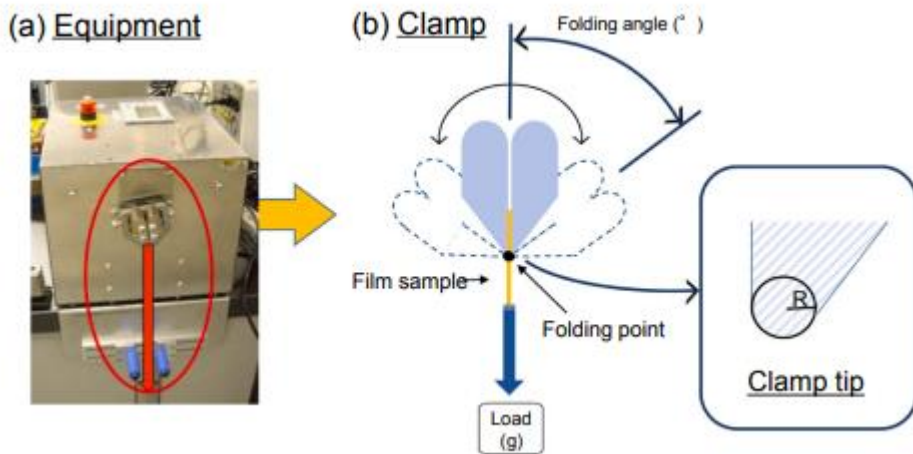 (a) Equipment
(b) Clamp
Folding angle (° )
Film sample
Folding point
Load
(g)
R
Clamp tip